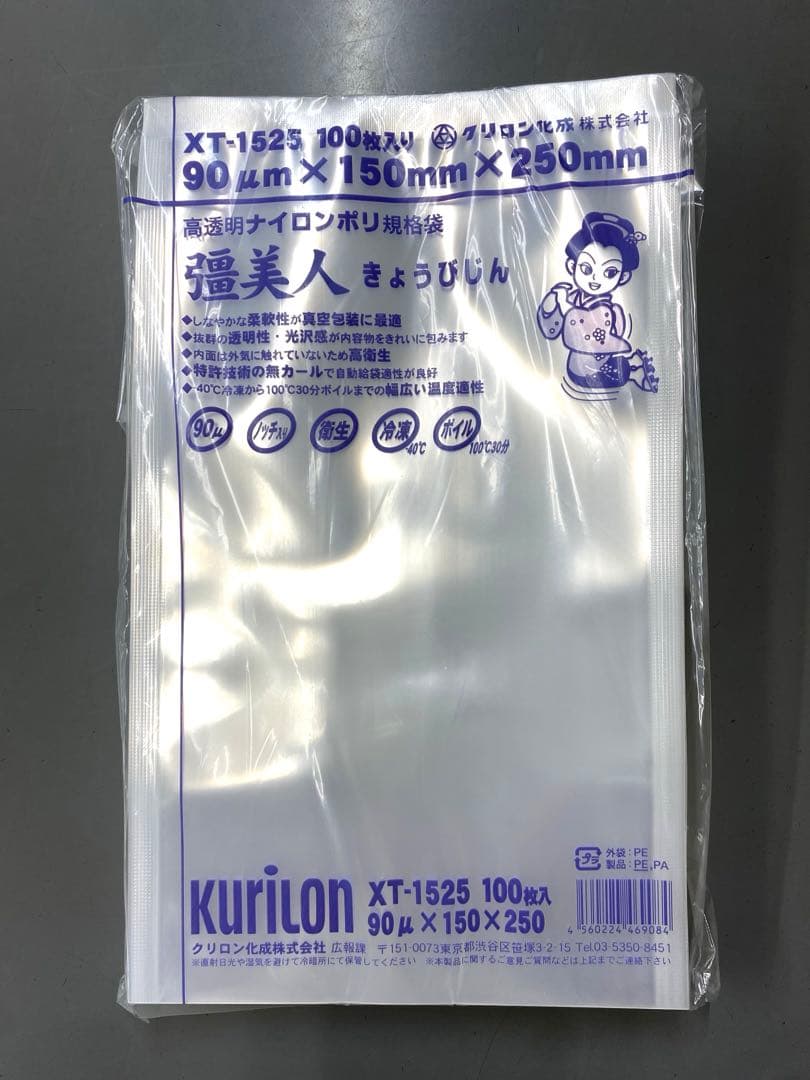 XT-1525 100枚入り クリロン化成株式会社
90μm×150mm×250mm
高透明ナイロンポリ規格袋
彊美人 きょうびじん
◆しなやかな柔軟性が真空包装に最適
◆抜群の透明性・光沢感が内容物をきれいに包みます
◆内面は外気に触れていないため高衛生
◆特許技術の無カールで自動給袋適性が良好
◆-40℃冷凍から100℃30分ボイルまでの幅広い温度適性
90μ ノッチ入り 衛生 冷凍 ボイル
-40℃ 100℃30分
プラ 外袋:PE
製品:PE,PA
KuriLon XT-1525 100枚入
90μ×150×250
4 560224 469084
クリロン化成株式会社 広報課 〒151-0073東京都渋谷区笹塚3-2-15 Tel.03-5350-8451
※直射日光や湿気を避けて冷暗所にて保管してください ※本製品に関するご意見ご質問などは上記までご連絡下さい